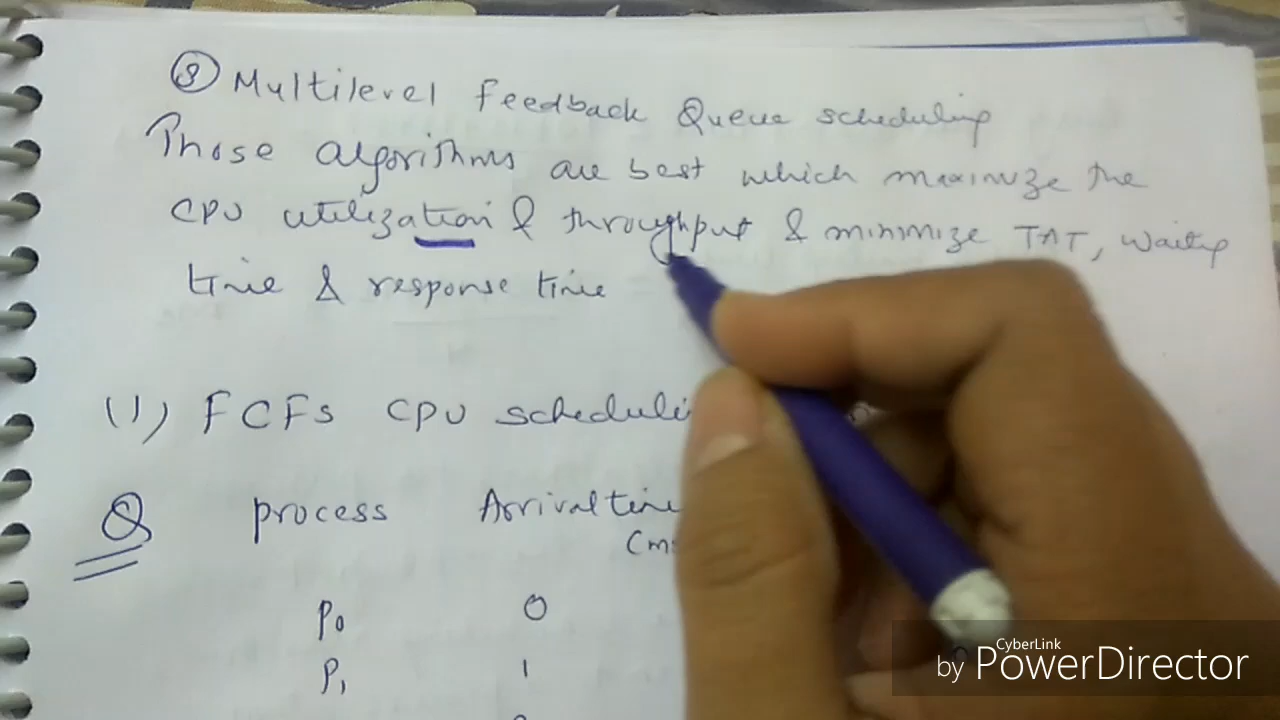 ⑧ Multilevel Feedback Queue scheduling
Those algorithms are best which maximize the
CPU utilization & throughput & minimize TAT, waiting
time & response time
(1) FCFS CPU scheduli
Q process Arrival time
(ms
P0 0
P1 1
CyberLink
by PowerDirector